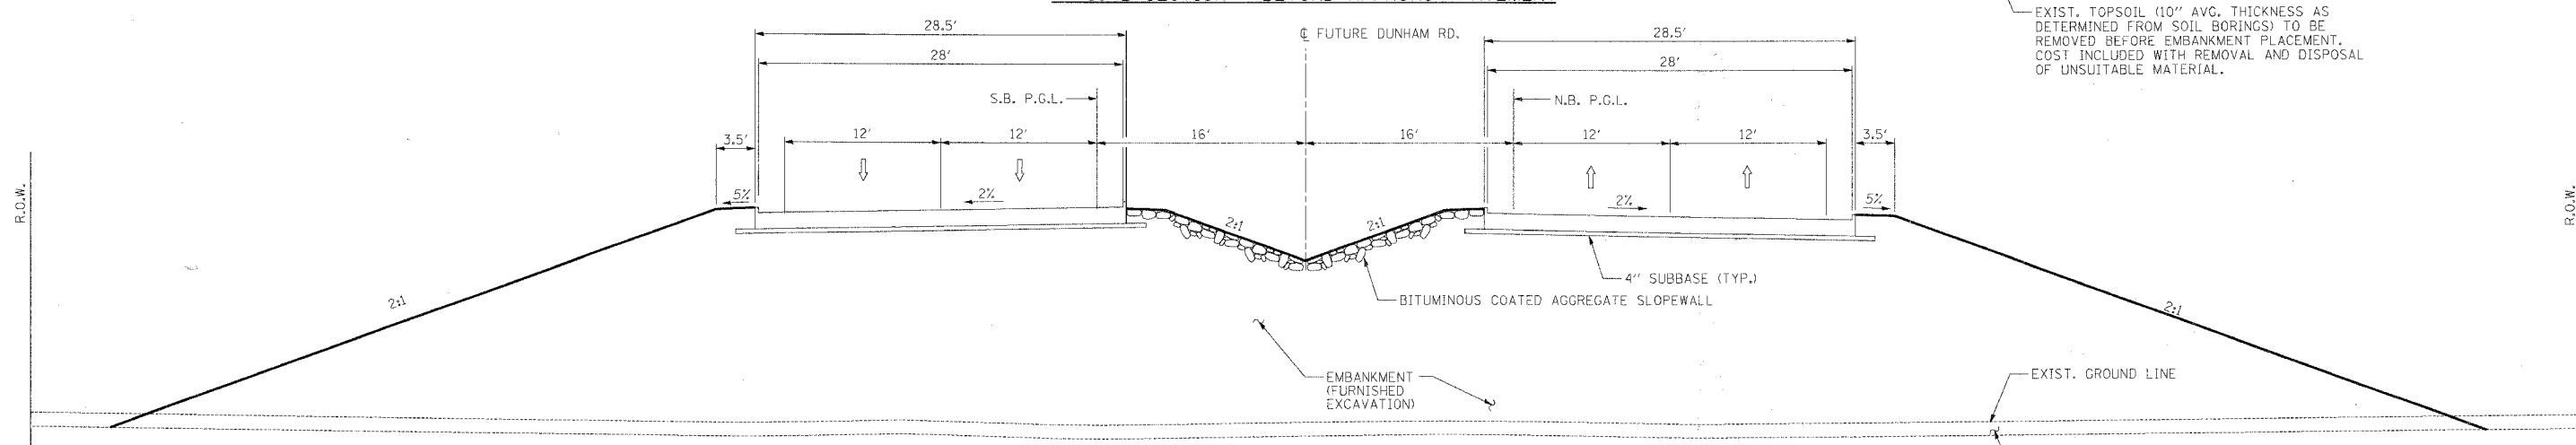 EXIST. TOPSOIL (10" AVG. THICKNESS AS
DETERMINED FROM SOIL BORINGS) TO BE
REMOVED BEFORE EMBANKMENT PLACEMENT.
COST INCLUDED WITH REMOVAL AND DISPOSAL
OF UNSUITABLE MATERIAL.
28.5'
℄ FUTURE DUNHAM RD.
28.5'
28'
28'
S.B. P.G.L.
N.B. P.G.L.
3.5'
12'
12'
16'
16'
12'
12'
3.5'
R.O.W.
R.O.W.
5%
2%
2%
5%
2:1
2:1
2:1
2:1
4" SUBBASE (TYP.)
BITUMINOUS COATED AGGREGATE SLOPEWALL
EMBANKMENT
(FURNISHED
EXCAVATION)
EXIST. GROUND LINE